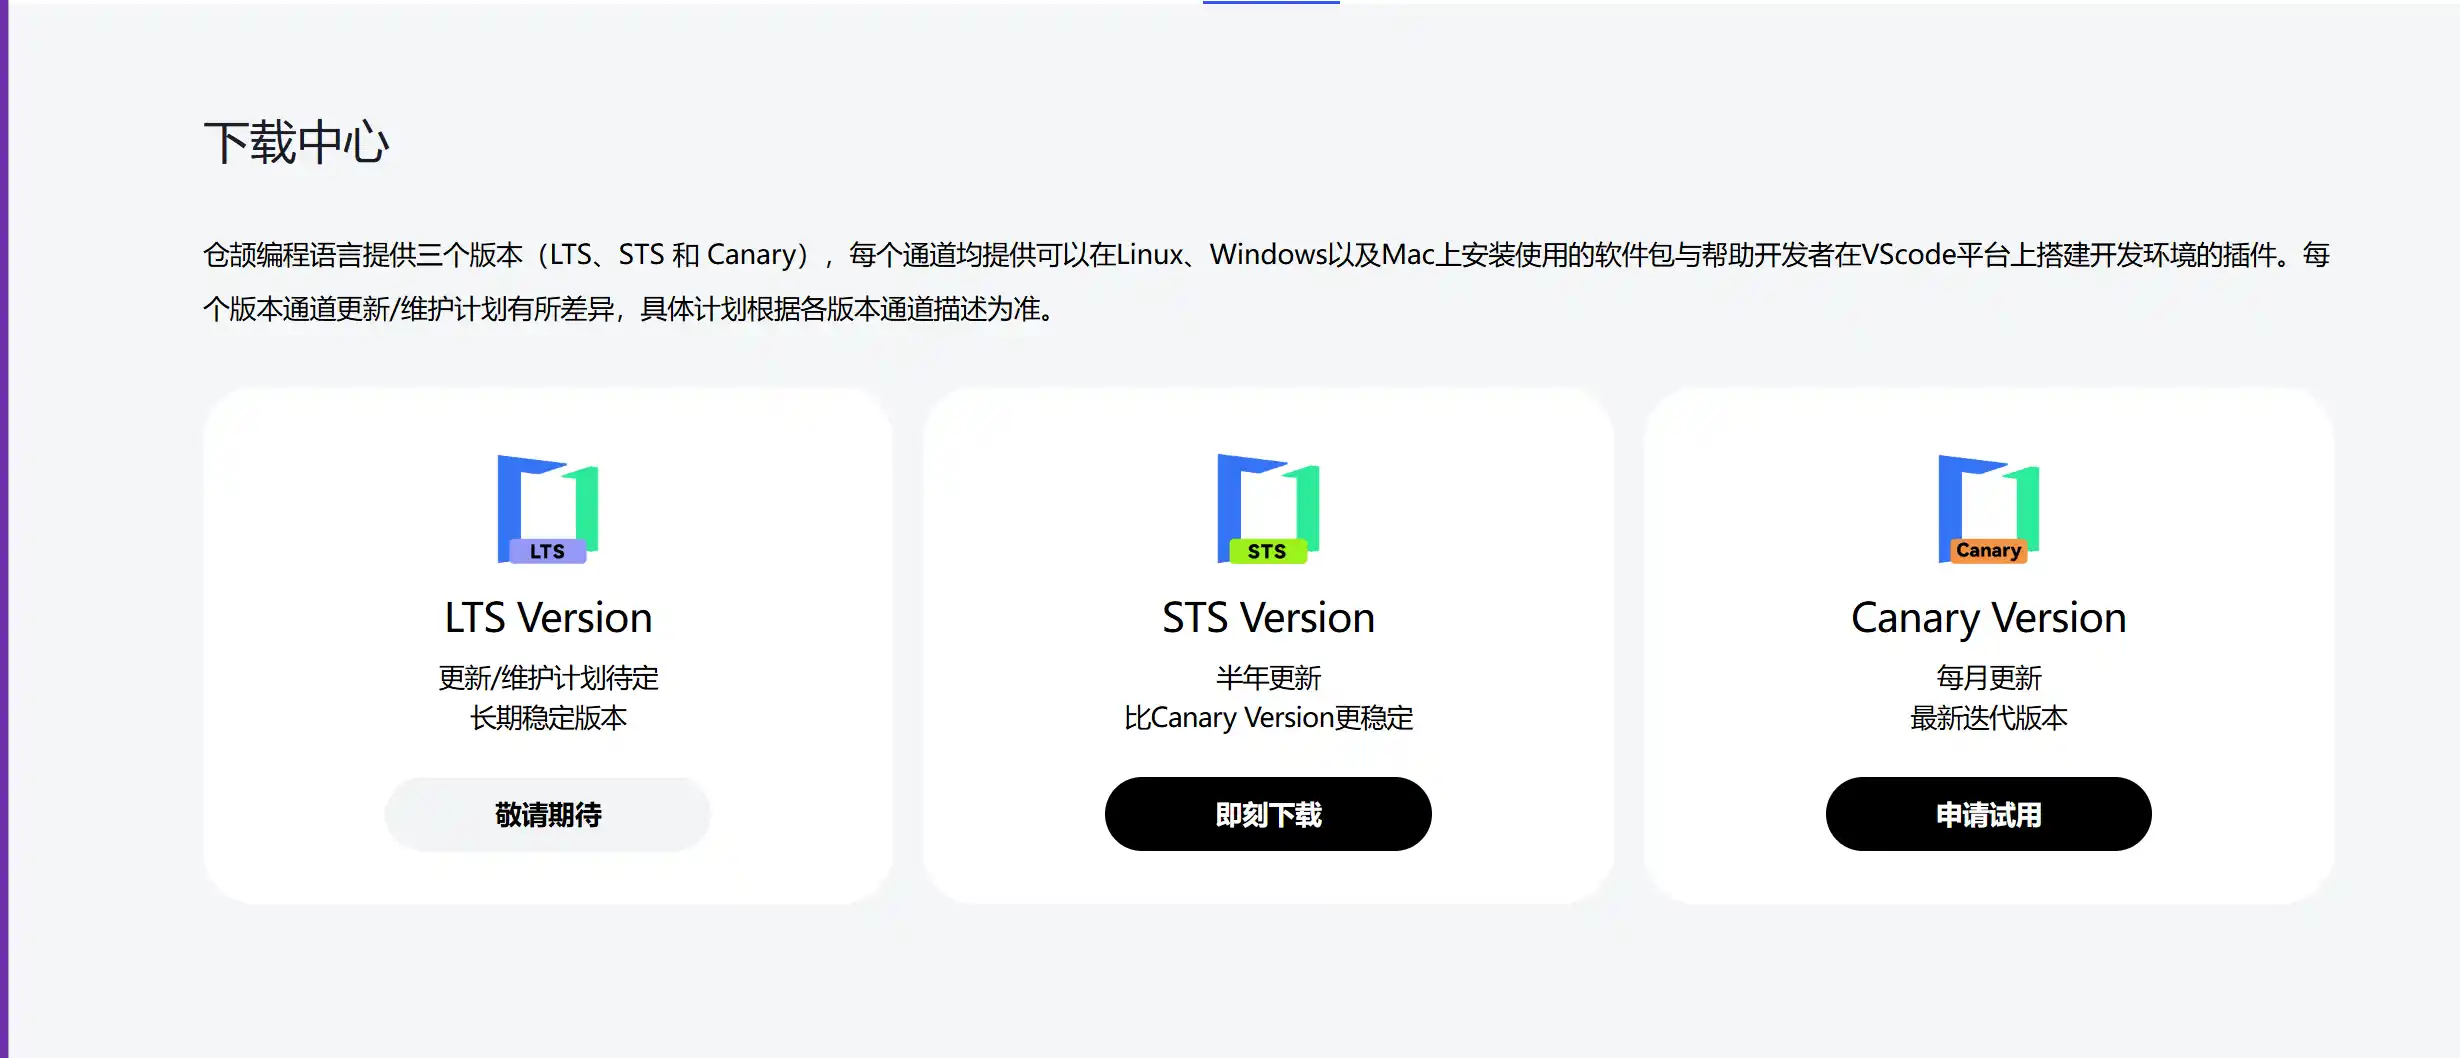 下载中心
仓颉编程语言提供三个版本（LTS、STS 和 Canary），每个通道均提供可以在Linux、Windows以及Mac上安装使用的软件包与帮助开发者在VScode平台上搭建开发环境的插件。每
个版本通道更新/维护计划有所差异，具体计划根据各版本通道描述为准。
LTS
LTS Version
更新/维护计划待定
长期稳定版本
敬请期待
STS
STS Version
半年更新
比Canary Version更稳定
即刻下载
Canary
Canary Version
每月更新
最新迭代版本
申请试用